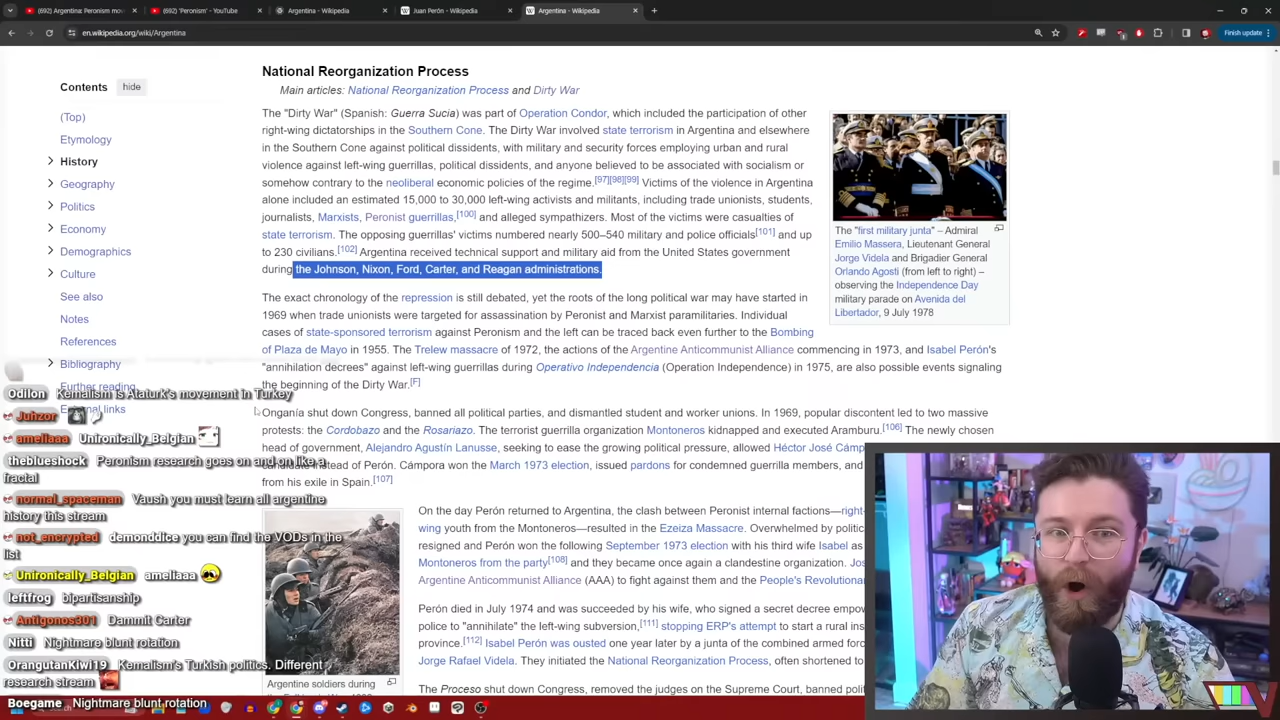 (692) Argentina: Peronism mov
(692) 'Peronism' - YouTube
Argentina - Wikipedia
Juan Perón - Wikipedia
Argentina - Wikipedia
en.wikipedia.org/wiki/Argentina
Finish update
Contents hide
(Top)
Etymology
History
Geography
Politics
Economy
Demographics
Culture
See also
Notes
References
Bibliography
Further reading
External links
National Reorganization Process
Main articles: National Reorganization Process and Dirty War
The "Dirty War" (Spanish: Guerra Sucia) was part of Operation Condor, which included the participation of other
right-wing dictatorships in the Southern Cone. The Dirty War involved state terrorism in Argentina and elsewhere
in the Southern Cone against political dissidents, with military and security forces employing urban and rural
violence against left-wing guerrillas, political dissidents, and anyone believed to be associated with socialism or
somehow contrary to the neoliberal economic policies of the regime.[97][98][99] Victims of the violence in Argentina
alone included an estimated 15,000 to 30,000 left-wing activists and militants, including trade unionists, students,
journalists, Marxists, Peronist guerrillas,[100] and alleged sympathizers. Most of the victims were casualties of
state terrorism. The opposing guerrillas' victims numbered nearly 500–540 military and police officials[101] and up
to 230 civilians.[102] Argentina received technical support and military aid from the United States government
during the Johnson, Nixon, Ford, Carter, and Reagan administrations.
The "first military junta" – Admiral
Emilio Massera, Lieutenant General
Jorge Videla and Brigadier General
Orlando Agosti (from left to right) –
observing the Independence Day
military parade on Avenida del
Libertador, 9 July 1978
The exact chronology of the repression is still debated, yet the roots of the long political war may have started in
1969 when trade unionists were targeted for assassination by Peronist and Marxist paramilitaries. Individual
cases of state-sponsored terrorism against Peronism and the left can be traced back even further to the Bombing
of Plaza de Mayo in 1955. The Trelew massacre of 1972, the actions of the Argentine Anticommunist Alliance commencing in 1973, and Isabel Perón's
"annihilation decrees" against left-wing guerrillas during Operativo Independencia (Operation Independence) in 1975, are also possible events signaling
the beginning of the Dirty War.[F]
Onganía shut down Congress, banned all political parties, and dismantled student and worker unions. In 1969, popular discontent led to two massive
protests: the Cordobazo and the Rosariazo. The terrorist guerrilla organization Montoneros kidnapped and executed Aramburu.[106] The newly chosen
head of government, Alejandro Agustín Lanusse, seeking to ease the growing political pressure, allowed Héctor José Cámp
candidate instead of Perón. Cámpora won the March 1973 election, issued pardons for condemned guerrilla members, and
from his exile in Spain.[107]
On the day Perón returned to Argentina, the clash between Peronist internal factions—right-
wing youth from the Montoneros—resulted in the Ezeiza Massacre. Overwhelmed by politic
resigned and Perón won the following September 1973 election with his third wife Isabel as
Montoneros from the party[108] and they became once again a clandestine organization. Jos
Argentine Anticommunist Alliance (AAA) to fight against them and the People's Revolutionar
Perón died in July 1974 and was succeeded by his wife, who signed a secret decree empow
police to "annihilate" the left-wing subversion,[111] stopping ERP's attempt to start a rural ins
province.[112] Isabel Perón was ousted one year later by a junta of the combined armed forc
Jorge Rafael Videla. They initiated the National Reorganization Process, often shortened to
The Proceso shut down Congress, removed the judges on the Supreme Court, banned polit
Argentine soldiers during
Odilon Kemalism is Ataturk's movement in Turkey
Juhzor
ameliaaa Unironically_Belgian
theblueshock Peronism research goes on and on like a
fractal
normal_spaceman Vaush you must learn all argentine
history this stream
not_encrypted demonddice you can find the VODs in the
list
Unironically_Belgian ameliaaa
leftfrog bipartisanship
Antigonos301 Dammit Carter
Nitti Nightmare blunt rotation
OrangutanKiwi19 Kemalism's Turkish politics. Different
research stream
Boegame Nightmare blunt rotation